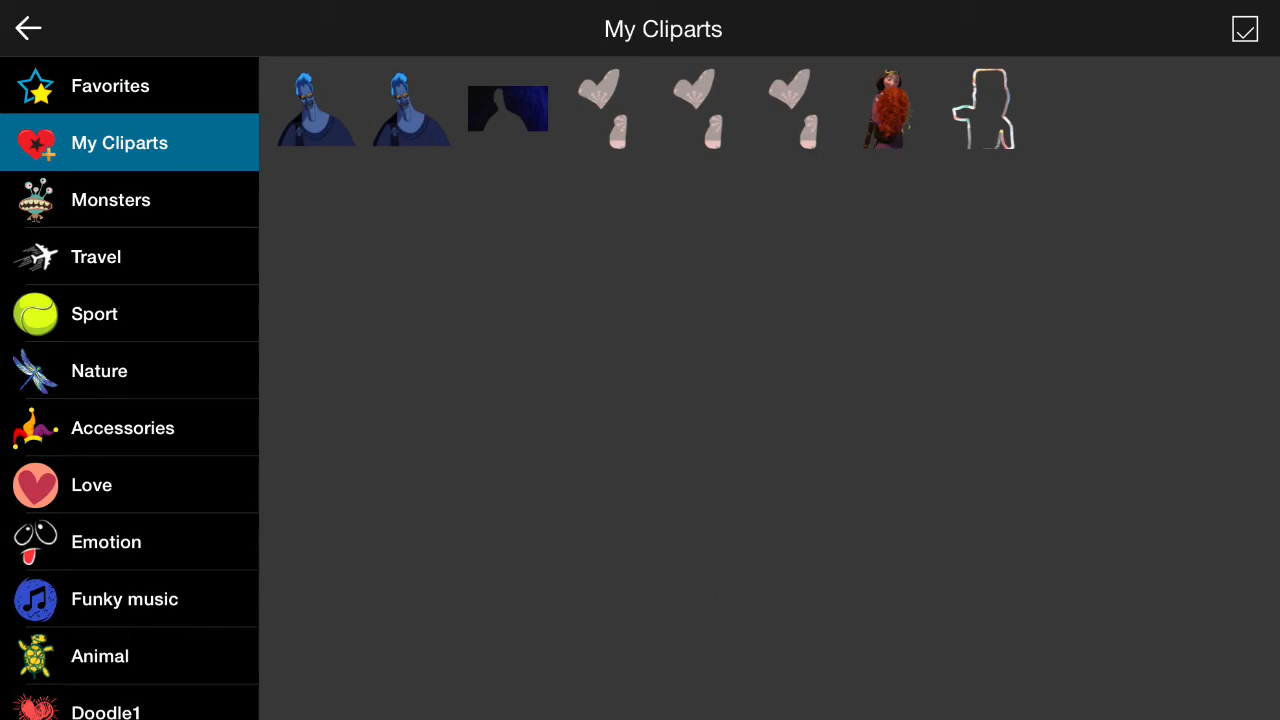 My Cliparts
Favorites
My Cliparts
Monsters
Travel
Sport
Nature
Accessories
Love
Emotion
Funky music
Animal
Doodle1